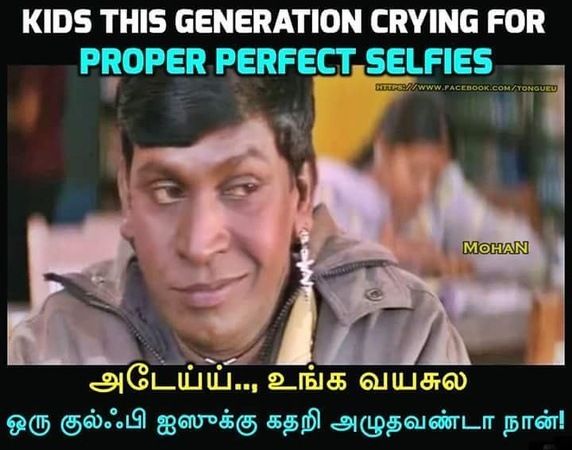 KIDS THIS GENERATION CRYING FOR
PROPER PERFECT SELFIES
HTTPS://WWW.FACEBOOK.COM/TONGUEU
MOHAN
அடேய்ய்.., உங்க வயசுல
ஒரு குல்ஃபி ஐஸுக்கு கதறி அழுதவண்டா நான்!